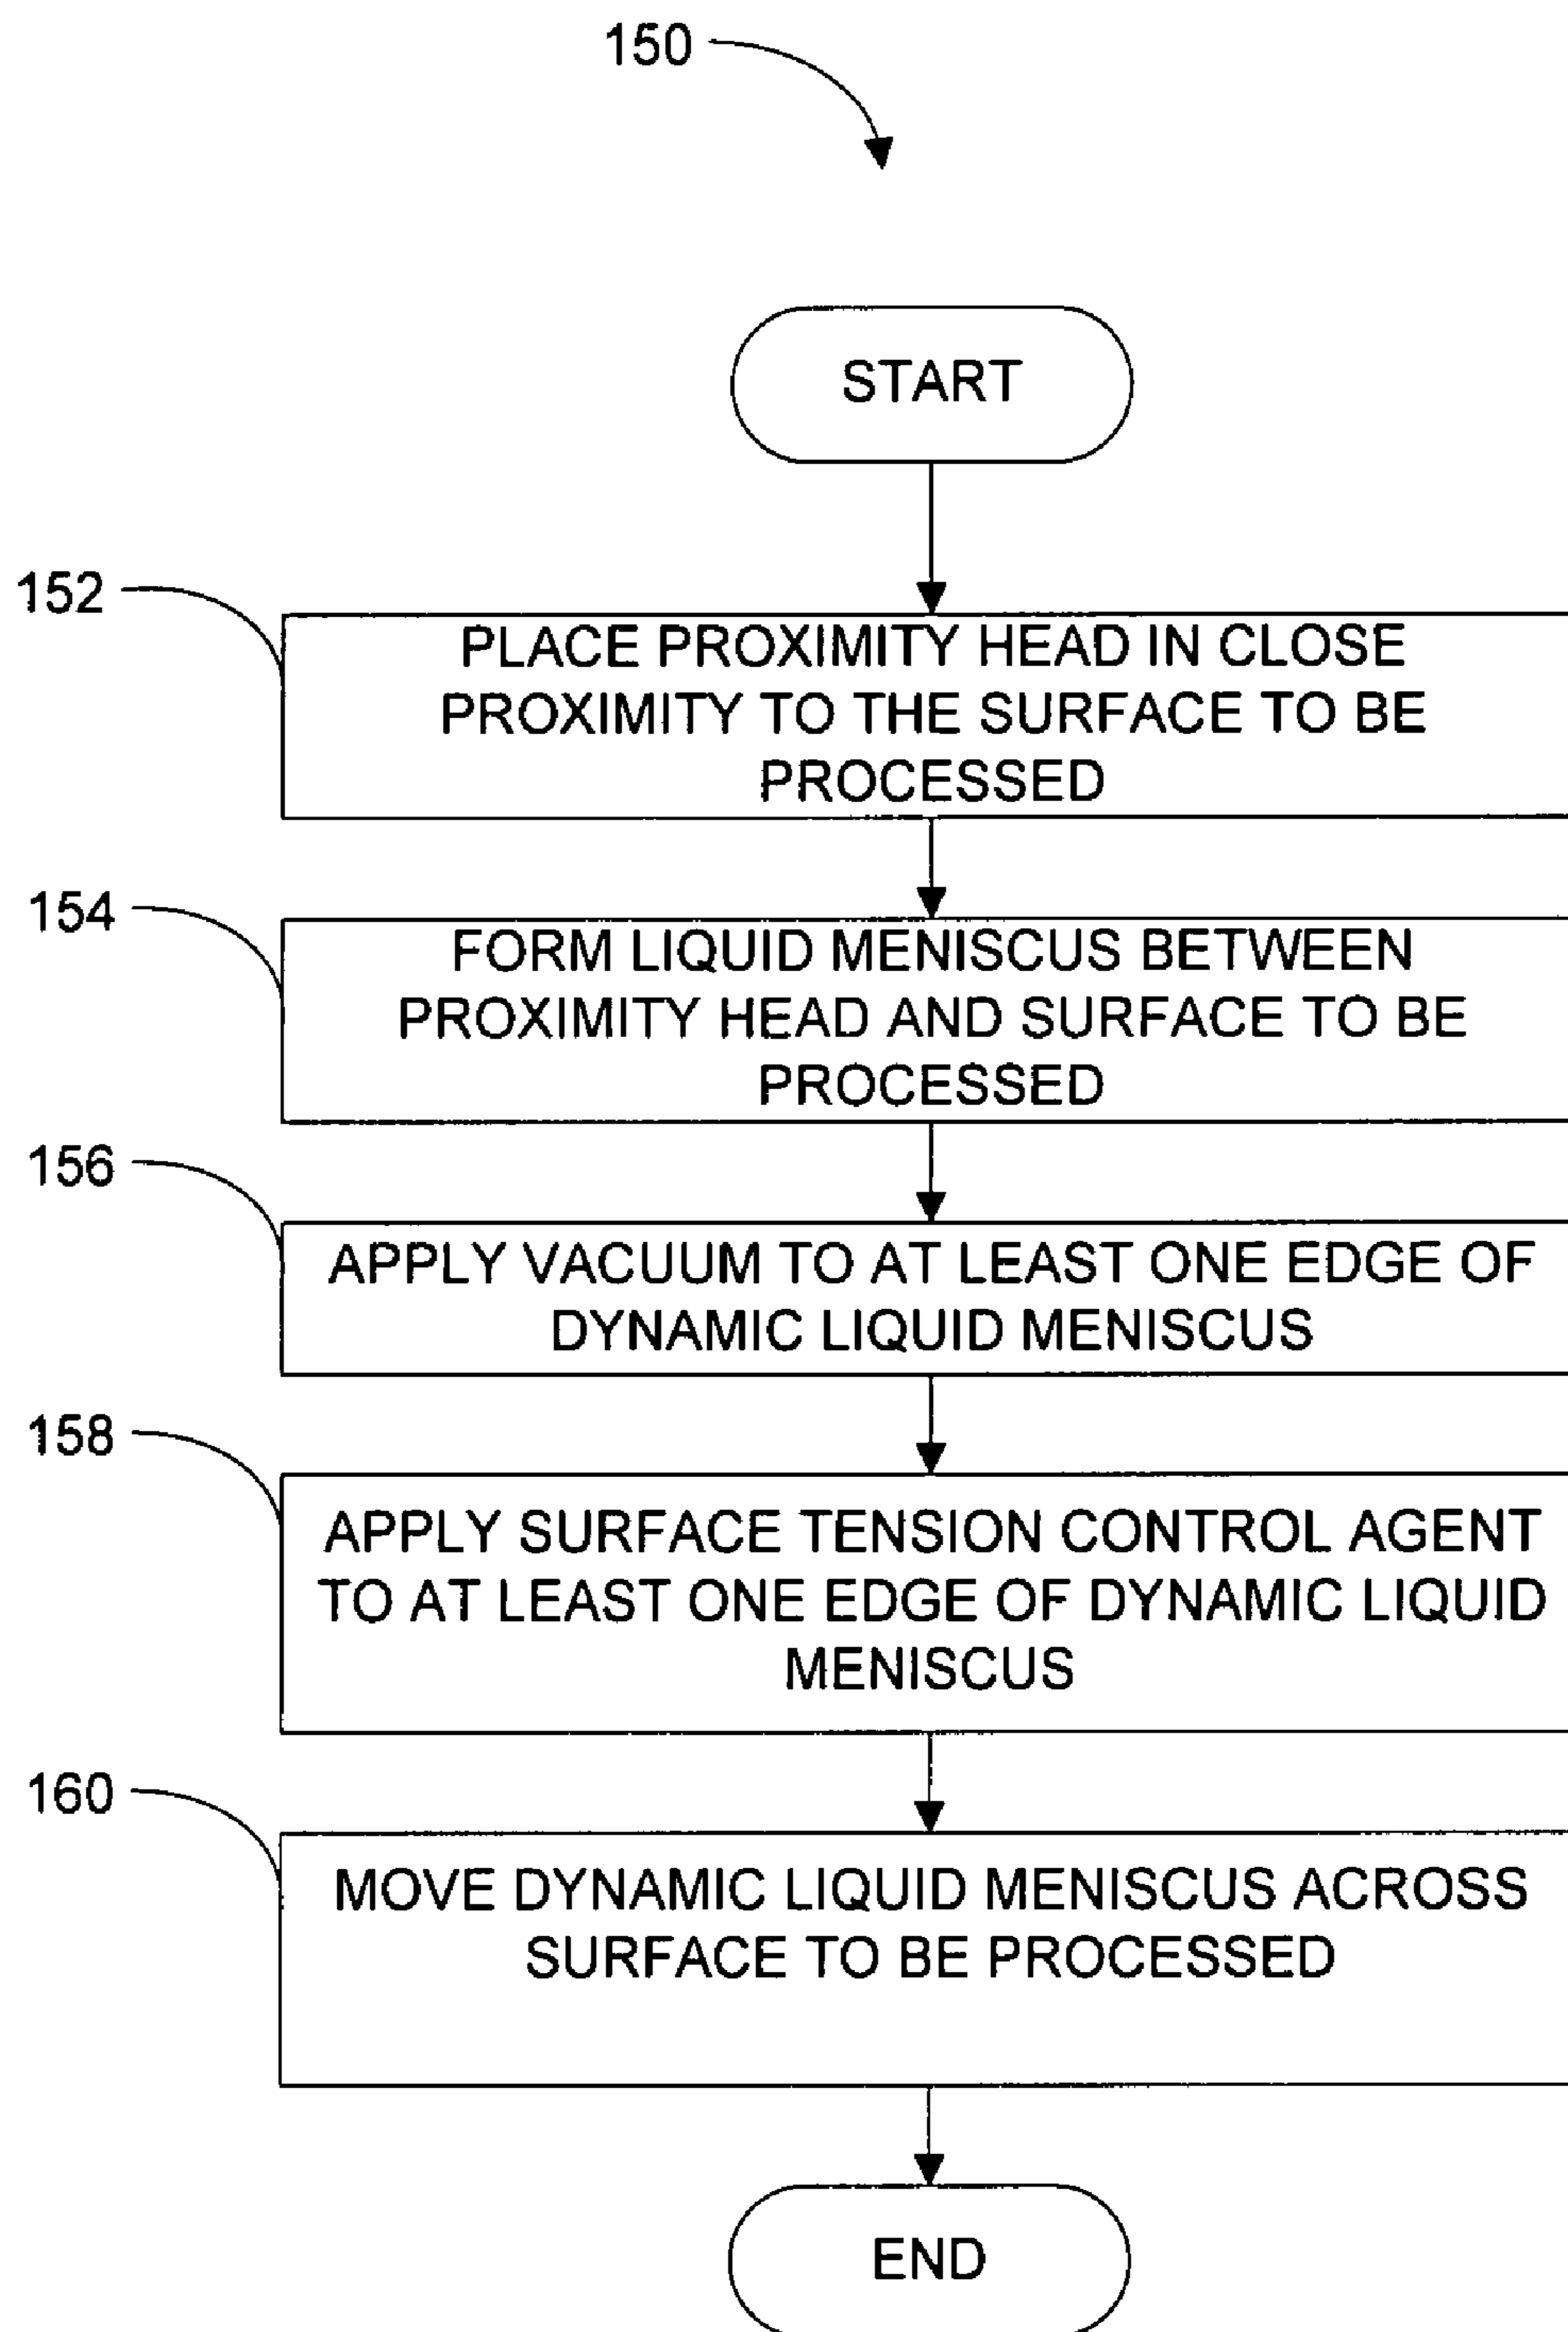 150
START
152
PLACE PROXIMITY HEAD IN CLOSE
PROXIMITY TO THE SURFACE TO BE
PROCESSED
154
FORM LIQUID MENISCUS BETWEEN
PROXIMITY HEAD AND SURFACE TO BE
PROCESSED
156
APPLY VACUUM TO AT LEAST ONE EDGE OF
DYNAMIC LIQUID MENISCUS
158
APPLY SURFACE TENSION CONTROL AGENT
TO AT LEAST ONE EDGE OF DYNAMIC LIQUID
MENISCUS
160
MOVE DYNAMIC LIQUID MENISCUS ACROSS
SURFACE TO BE PROCESSED
END